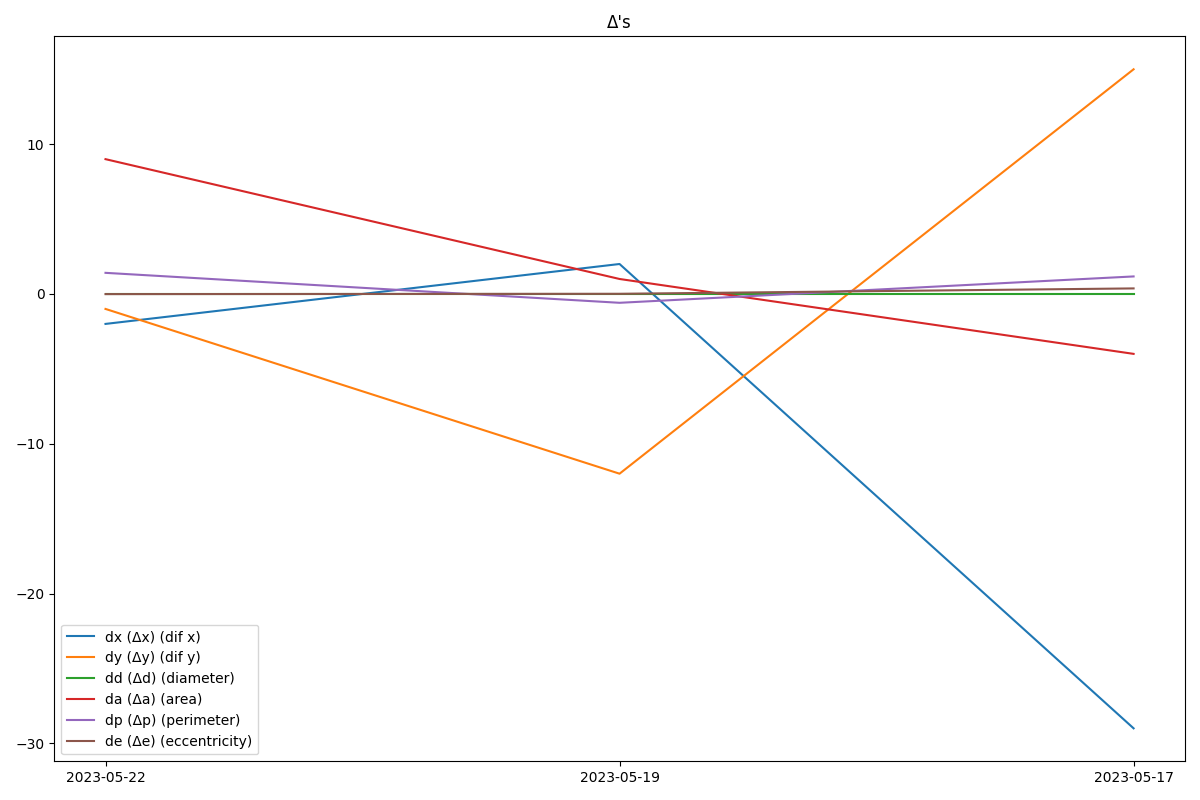 Δ's
10
0
−10
−20
−30
dx (Δx) (dif x)
dy (Δy) (dif y)
dd (Δd) (diameter)
da (Δa) (area)
dp (Δp) (perimeter)
de (Δe) (eccentricity)
2023-05-22 2023-05-19 2023-05-17